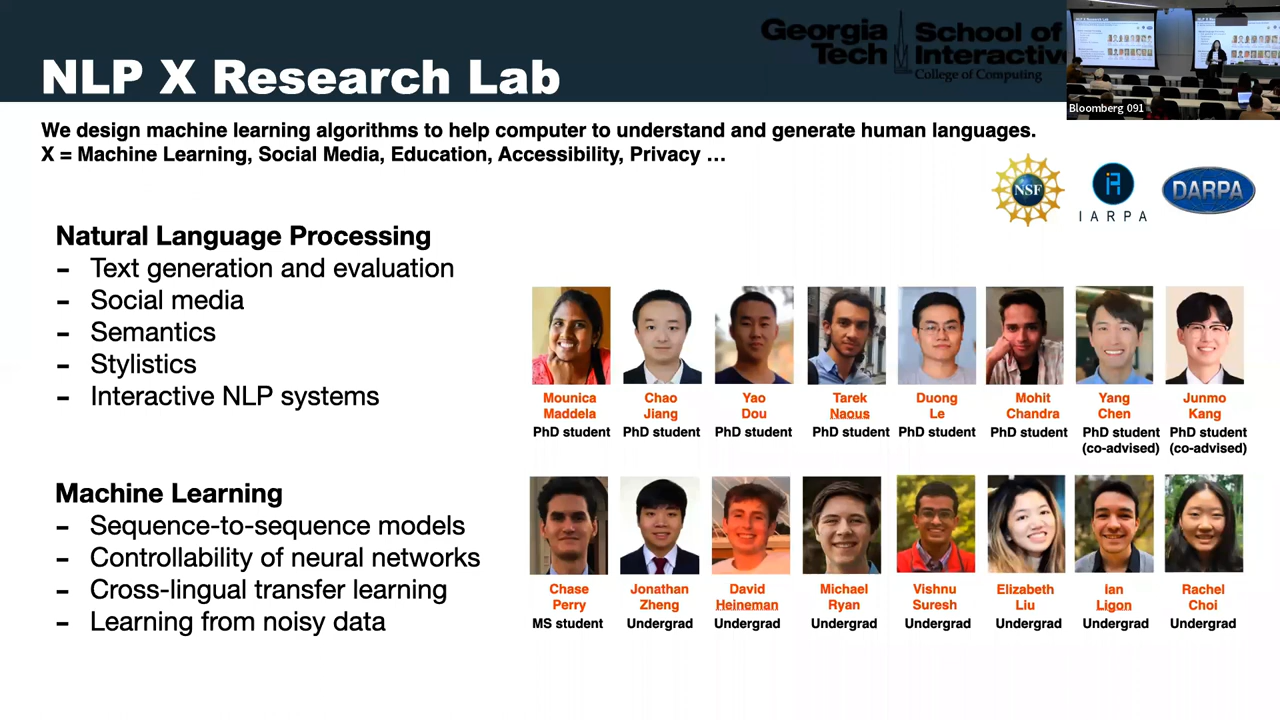 Georgia Tech
School of Interactive
College of Computing
NLP X Research Lab
Bloomberg 091
We design machine learning algorithms to help computer to understand and generate human languages.
X = Machine Learning, Social Media, Education, Accessibility, Privacy …
NSF
IARPA
DARPA
Natural Language Processing
- Text generation and evaluation
- Social media
- Semantics
- Stylistics
- Interactive NLP systems
Mounica Maddela
PhD student
Chao Jiang
PhD student
Yao Dou
PhD student
Tarek Naous
PhD student
Duong Le
PhD student
Mohit Chandra
PhD student
Yang Chen
PhD student
(co-advised)
Junmo Kang
PhD student
(co-advised)
Machine Learning
- Sequence-to-sequence models
- Controllability of neural networks
- Cross-lingual transfer learning
- Learning from noisy data
Chase Perry
MS student
Jonathan Zheng
Undergrad
David Heineman
Undergrad
Michael Ryan
Undergrad
Vishnu Suresh
Undergrad
Elizabeth Liu
Undergrad
Ian Ligon
Undergrad
Rachel Choi
Undergrad